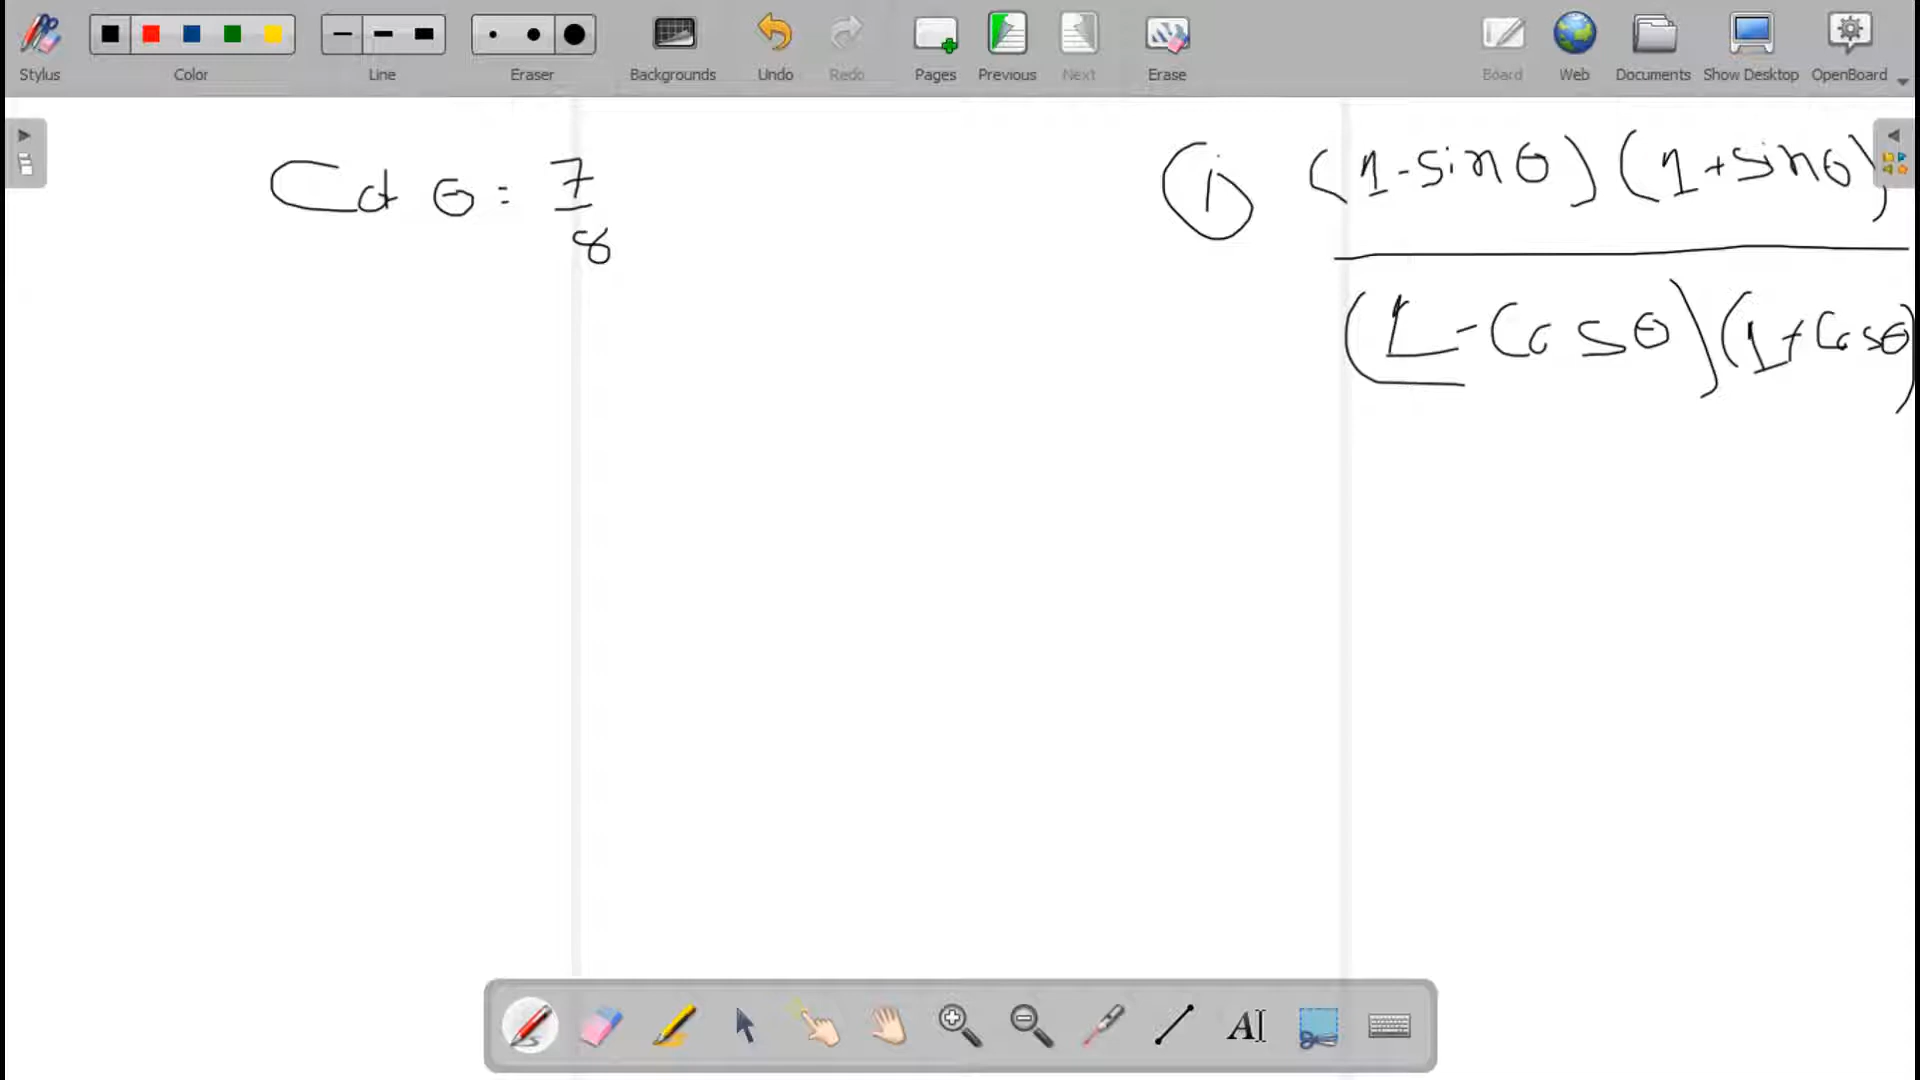 Stylus Color Line Eraser Backgrounds Undo Redo Pages Previous Next Erase Board Web Documents Show Desktop OpenBoard
Cot θ = 7/8
(i) (1-sinθ)(1+sinθ)
(1-Cosθ)(1+Cosθ)